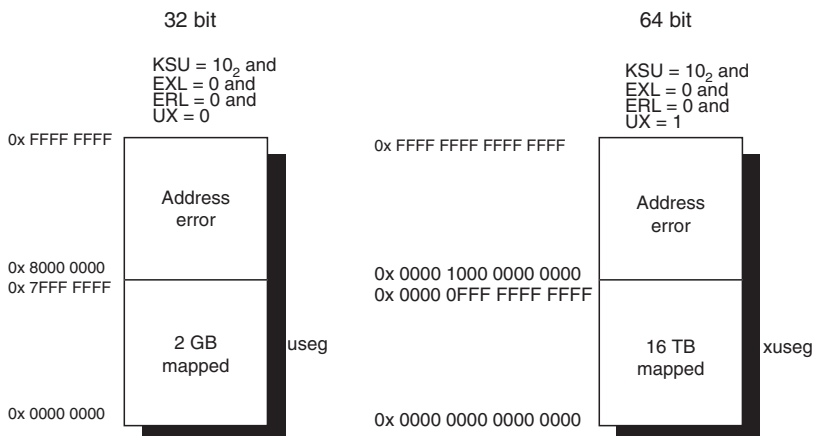 32 bit
KSU = 10₂ and
EXL = 0 and
ERL = 0 and
UX = 0
0x FFFF FFFF
Address
error
0x 8000 0000
0x 7FFF FFFF
2 GB
mapped
useg
0x 0000 0000
64 bit
KSU = 10₂ and
EXL = 0 and
ERL = 0 and
UX = 1
0x FFFF FFFF FFFF FFFF
Address
error
0x 0000 1000 0000 0000
0x 0000 0FFF FFFF FFFF
16 TB
mapped
xuseg
0x 0000 0000 0000 0000